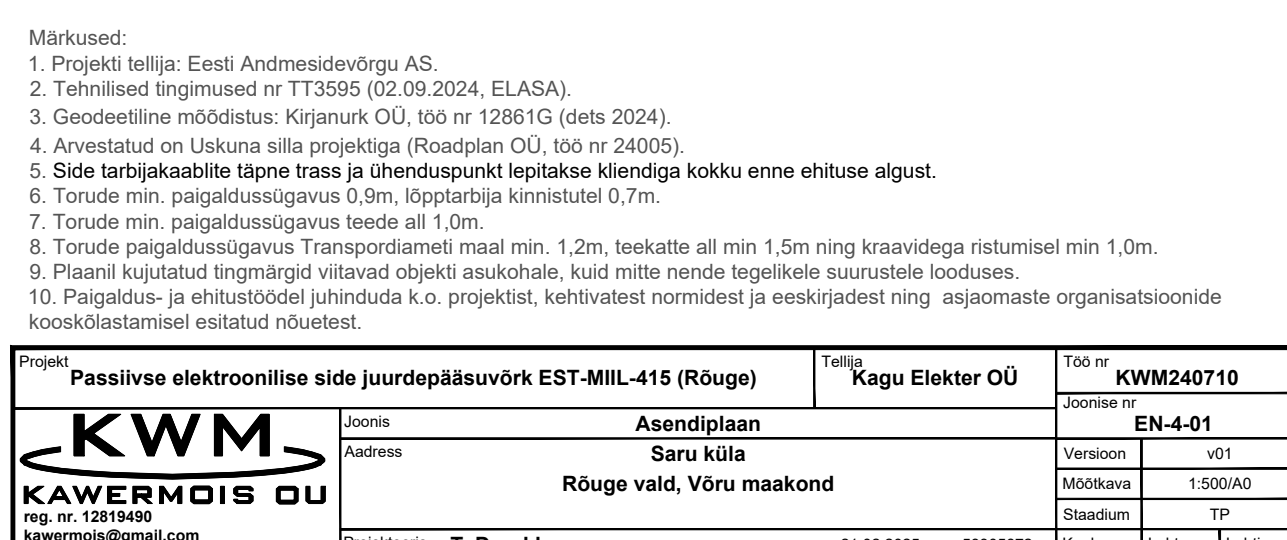 Märkused:
1. Projekti tellija: Eesti Andmesidevõrgu AS.
2. Tehnilised tingimused nr TT3595 (02.09.2024, ELASA).
3. Geodeetiline mõõdistus: Kirjanurk OÜ, töö nr 12861G (dets 2024).
4. Arvestatud on Uskuna silla projektiga (Roadplan OÜ, töö nr 24005).
5. Side tarbijakaablite täpne trass ja ühenduspunkt lepitakse kliendiga kokku enne ehituse algust.
6. Torude min. paigaldussügavus 0,9m, lõpptarbija kinnistutel 0,7m.
7. Torude min. paigaldussügavus teede all 1,0m.
8. Torude paigaldussügavus Transpordiameti maal min. 1,2m, teekatte all min 1,5m ning kraavidega ristumisel min 1,0m.
9. Plaanil kujutatud tingmärgid viitavad objekti asukohale, kuid mitte nende tegelikele suurustele looduses.
10. Paigaldus- ja ehitustöödel juhinduda k.o. projektist, kehtivatest normidest ja eeskirjadest ning asjaomaste organisatsioonide
kooskõlastamisel esitatud nõuetest.
Projekt
Passiivse elektroonilise side juurdepääsuvõrk EST-MIIL-415 (Rõuge)
Tellija
Kagu Elekter OÜ
Töö nr
KWM240710
Joonise nr
EN-4-01
KWM
KAWERMOIS OU
reg. nr. 12819490
kawermois@gmail.com
Joonis
Asendiplaan
Aadress
Saru küla
Rõuge vald, Võru maakond
Versioon v01
Mõõtkava 1:500/A0
Staadium TP